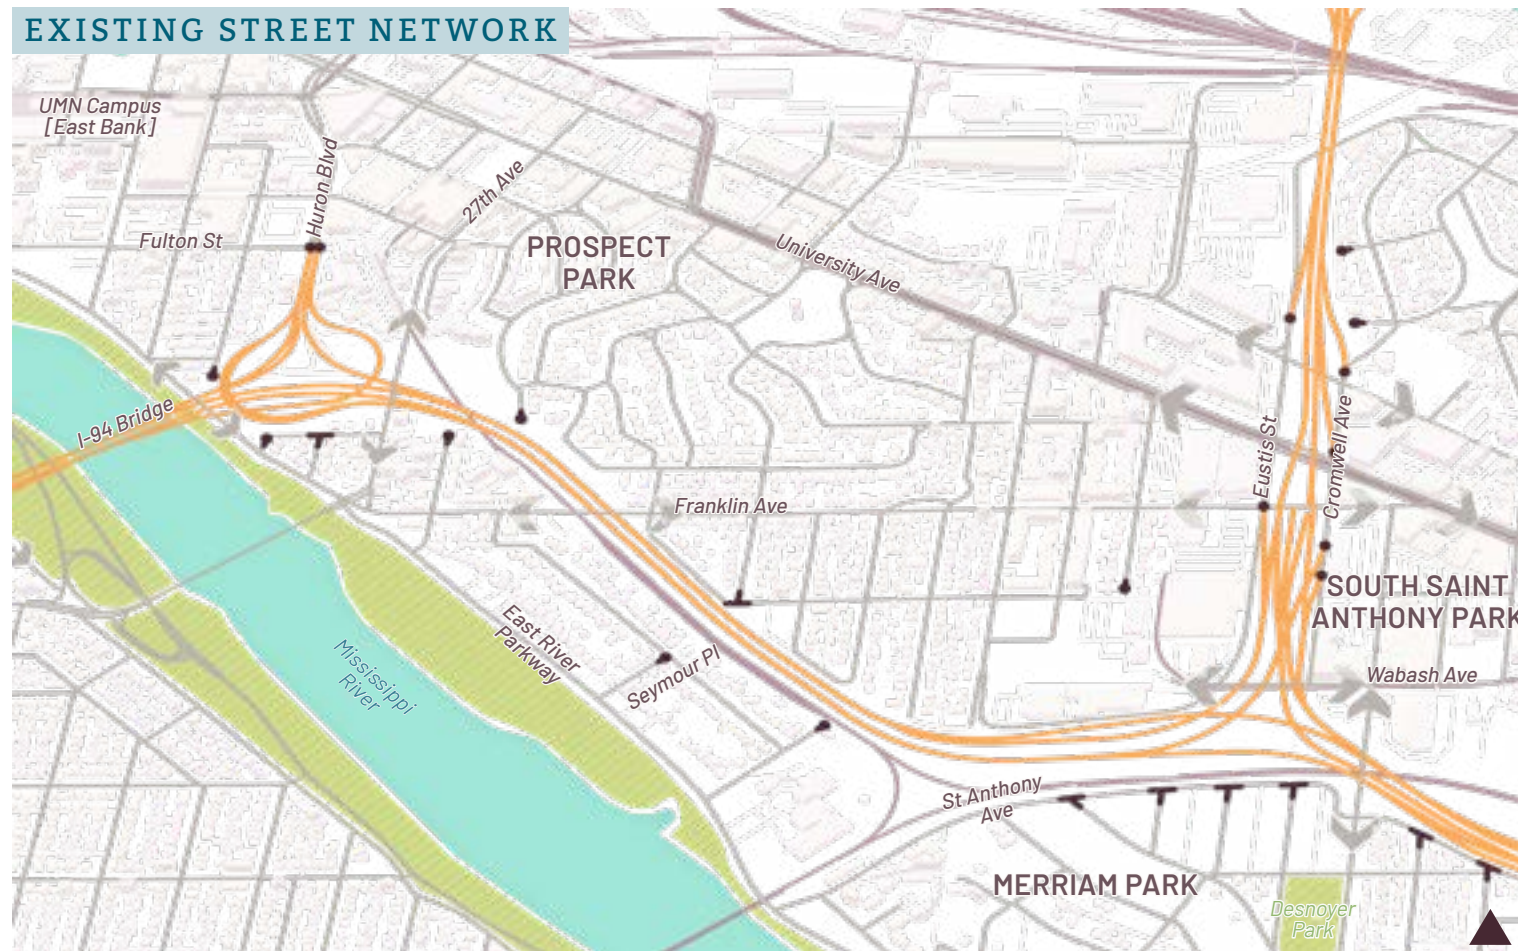 EXISTING STREET NETWORK
UMN Campus
[East Bank]
Huron Blvd
27th Ave
Fulton St
PROSPECT
PARK
University Ave
I-94 Bridge
Eustis St
Cromwell Ave
Franklin Ave
SOUTH SAINT
ANTHONY PARK
East River
Parkway
Mississippi
River
Seymour Pl
Wabash Ave
St Anthony
Ave
MERRIAM PARK
Desnoyer
Park